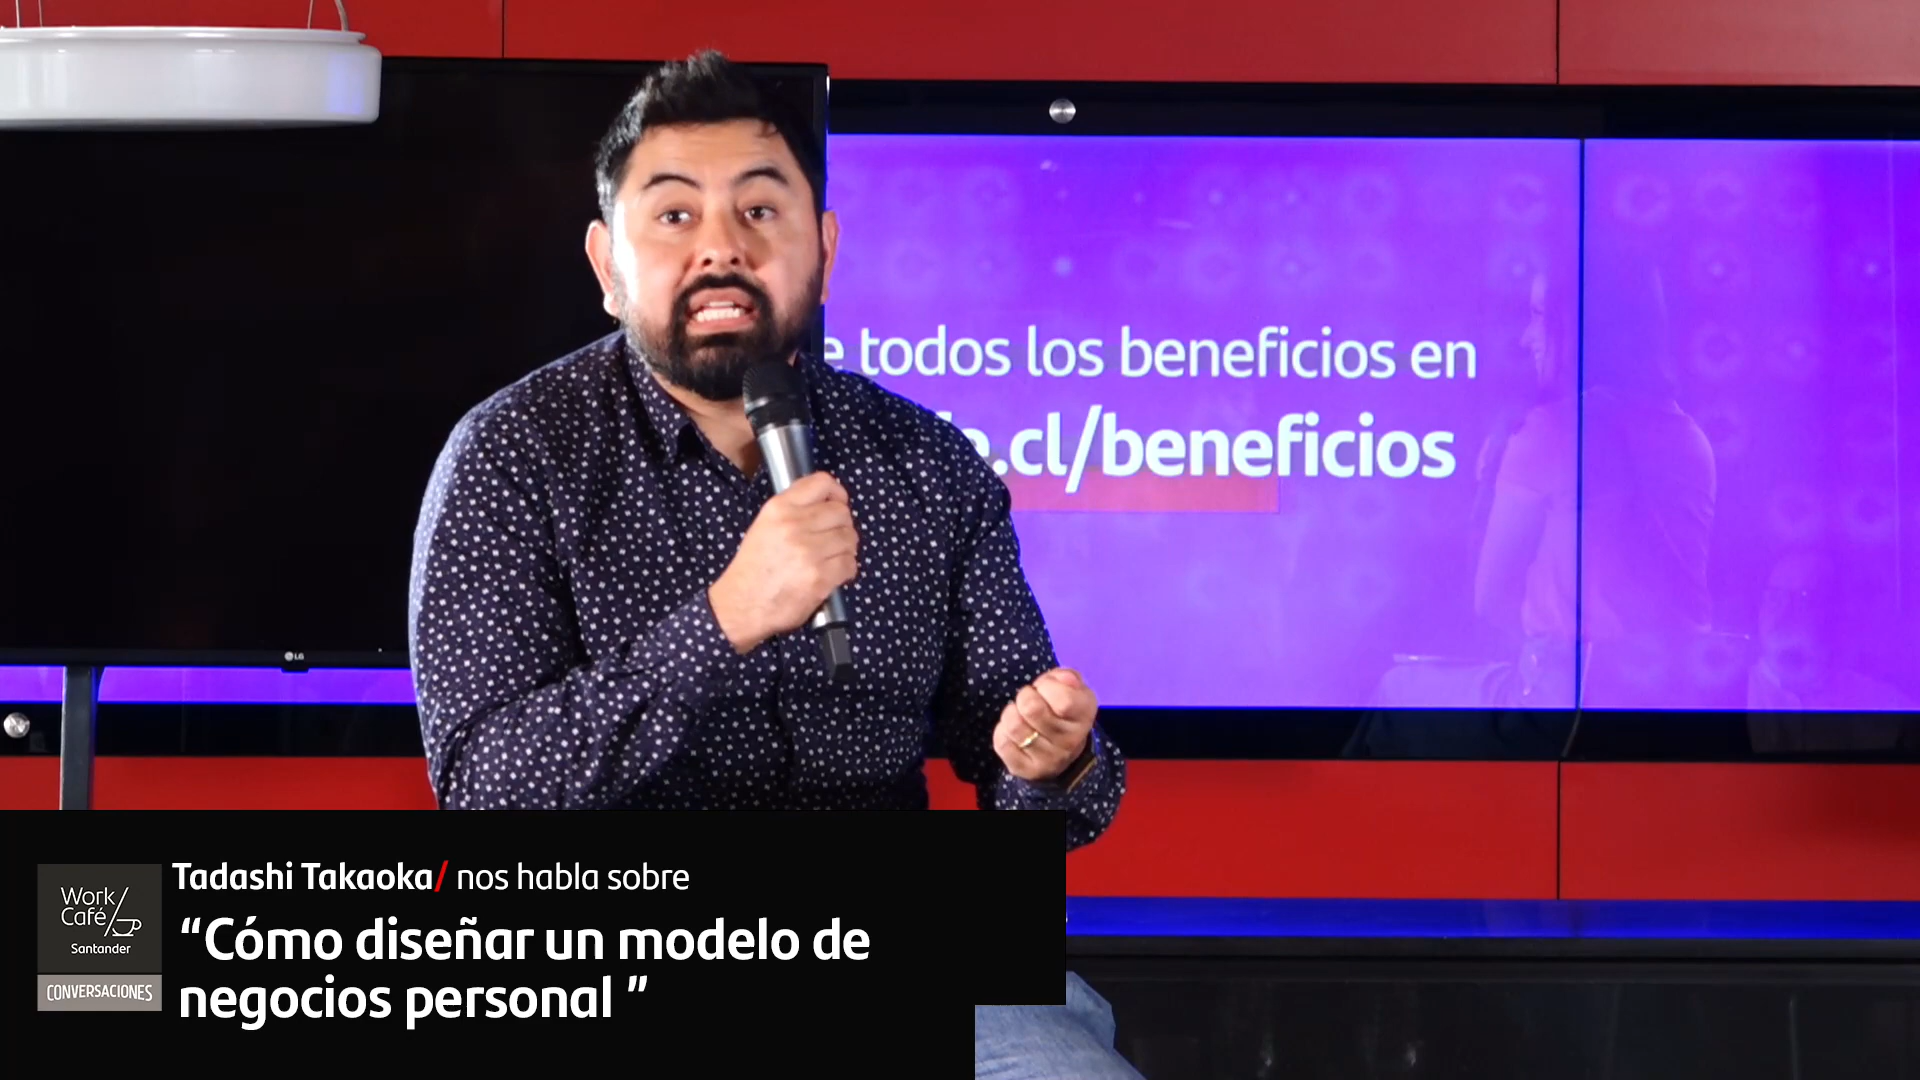 e todos los beneficios en
e.cl/beneficios
LG
Tadashi Takaoka/ nos habla sobre
“Cómo diseñar un modelo de
negocios personal ”
Work
Café
Santander
CONVERSACIONES